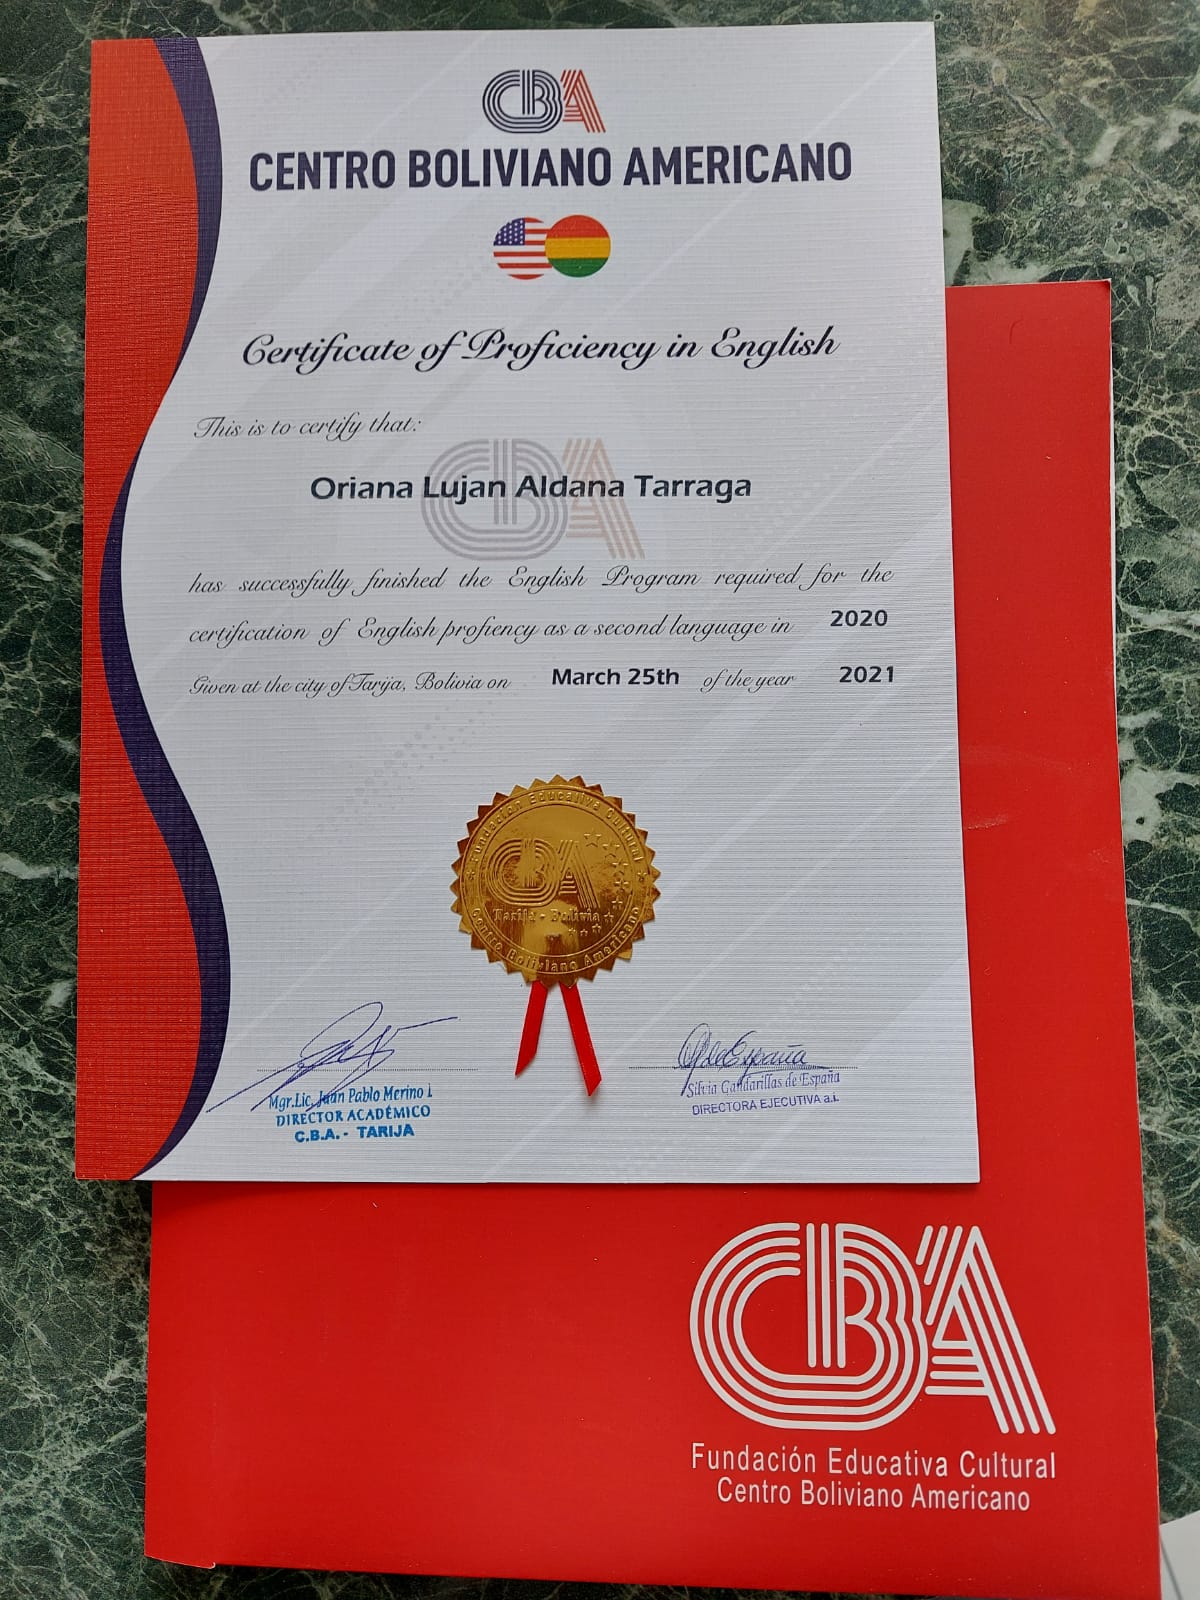 CBA
CENTRO BOLIVIANO AMERICANO
Certificate of Proficiency in English
This is to certify that:
CBA
Oriana Lujan Aldana Tarraga
has successfully finished the English Program required for the
certification of English profiency as a second language in 2020
Given at the city of Tarija, Bolivia on March 25th of the year 2021
Fundación Educativa Cultural
CBA
Tarija - Bolivia
Centro Boliviano Americano
Mgr.Lic. Juan Pablo Merino
DIRECTOR ACADÉMICO
C.B.A. - TARIJA
de España
Silvia Gandarillas de España
DIRECTORA EJECUTIVA a.i.
CBA
Fundación Educativa Cultural
Centro Boliviano Americano